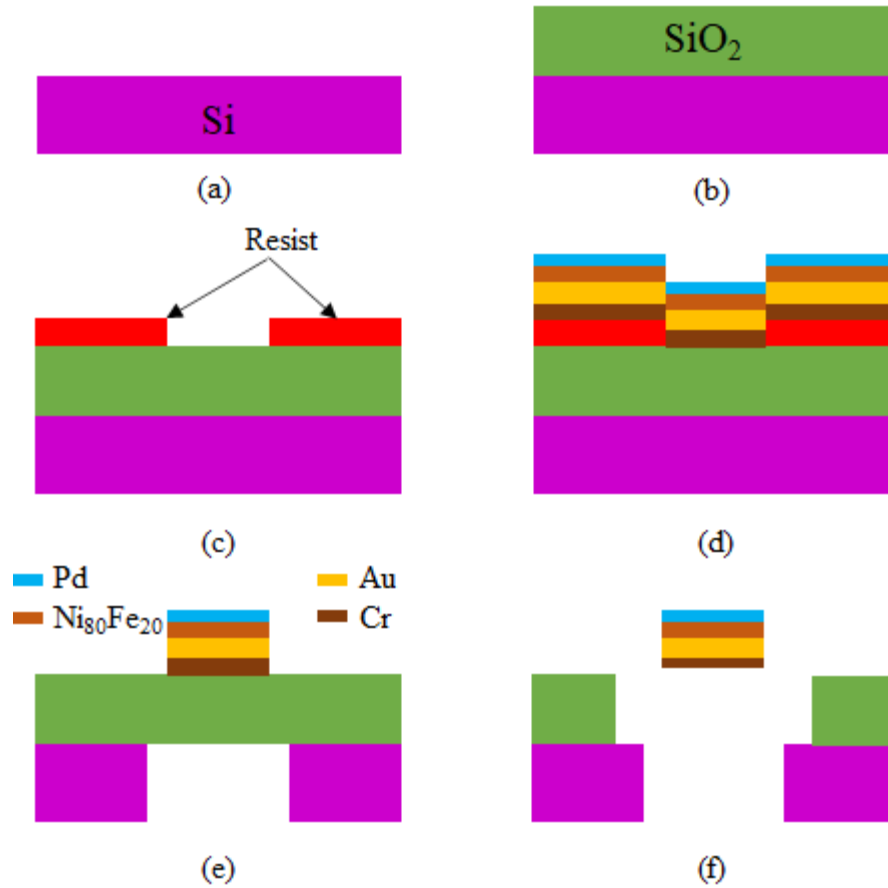 Si
SiO₂
(a)
(b)
Resist
(c)
(d)
Pd
Au
Ni₈₀Fe₂₀
Cr
(e)
(f)